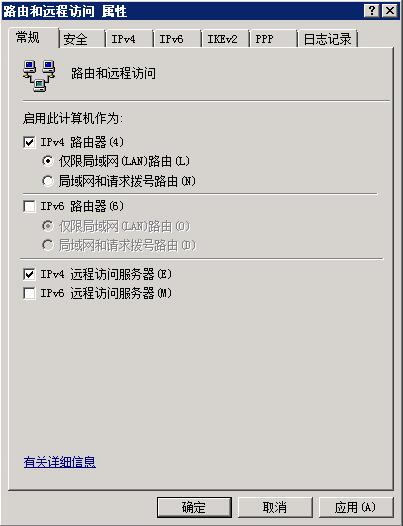 路由和远程访问 属性
常规 安全 IPv4 IPv6 IKEv2 PPP 日志记录
路由和远程访问
启用此计算机作为:
IPv4 路由器(4)
仅限局域网(LAN)路由(L)
局域网和请求拨号路由(N)
IPv6 路由器(6)
仅限局域网(LAN)路由(O)
局域网和请求拨号路由(D)
IPv4 远程访问服务器(E)
IPv6 远程访问服务器(M)
有关详细信息
确定 取消 应用(A)